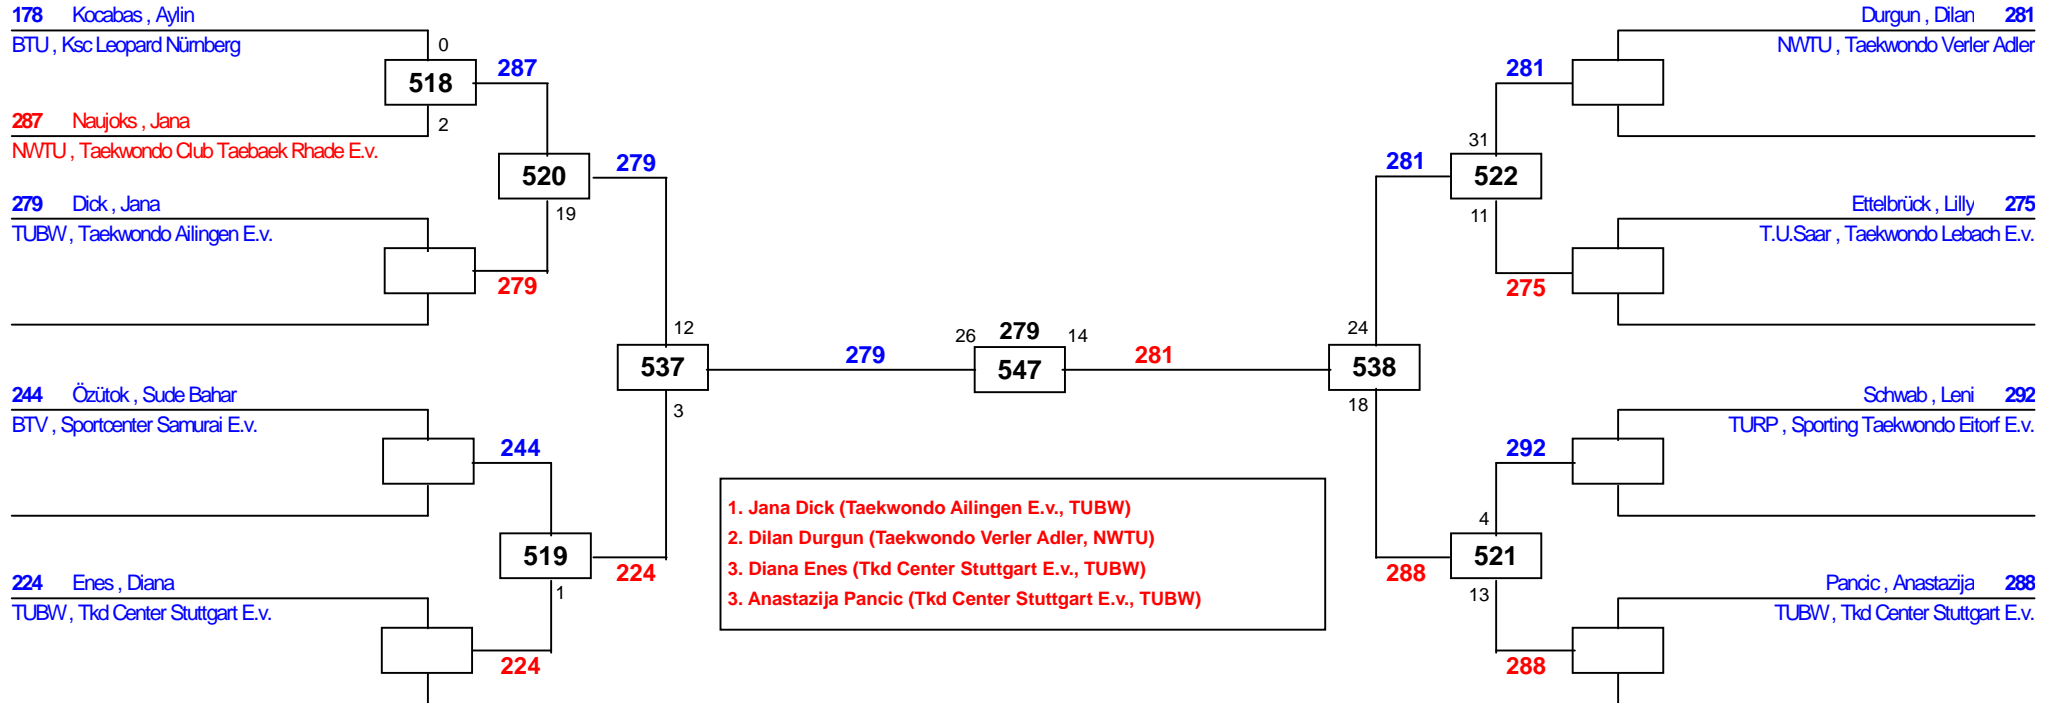 178 Kocabas , Aylin
BTU , Ksc Leopard Nürnberg
0
518
287
2
287 Naujoks , Jana
NWTU , Taekwondo Club Taebaek Rhade E.v.
520
279
19
279 Dick , Jana
TUBW , Taekwondo Ailingen E.v.
279
12
537
3
279
244 Özütok , Sude Bahar
BTV , Sportcenter Samurai E.v.
244
519
224
1
224 Enes , Diana
TUBW , Tkd Center Stuttgart E.v.
224
26 279 14
547
281
1. Jana Dick (Taekwondo Ailingen E.v., TUBW)
2. Dilan Durgun (Taekwondo Verler Adler, NWTU)
3. Diana Enes (Tkd Center Stuttgart E.v., TUBW)
3. Anastazija Pancic (Tkd Center Stuttgart E.v., TUBW)
Durgun , Dilan 281
NWTU , Taekwondo Verler Adler
281
31
281
522
11
Ettelbrück , Lilly 275
T.U.Saar , Taekwondo Lebach E.v.
275
24
538
18
Schwab , Leni 292
TURP , Sporting Taekwondo Eitorf E.v.
292
4
521
288
13
Pancic , Anastazija 288
TUBW , Tkd Center Stuttgart E.v.
288